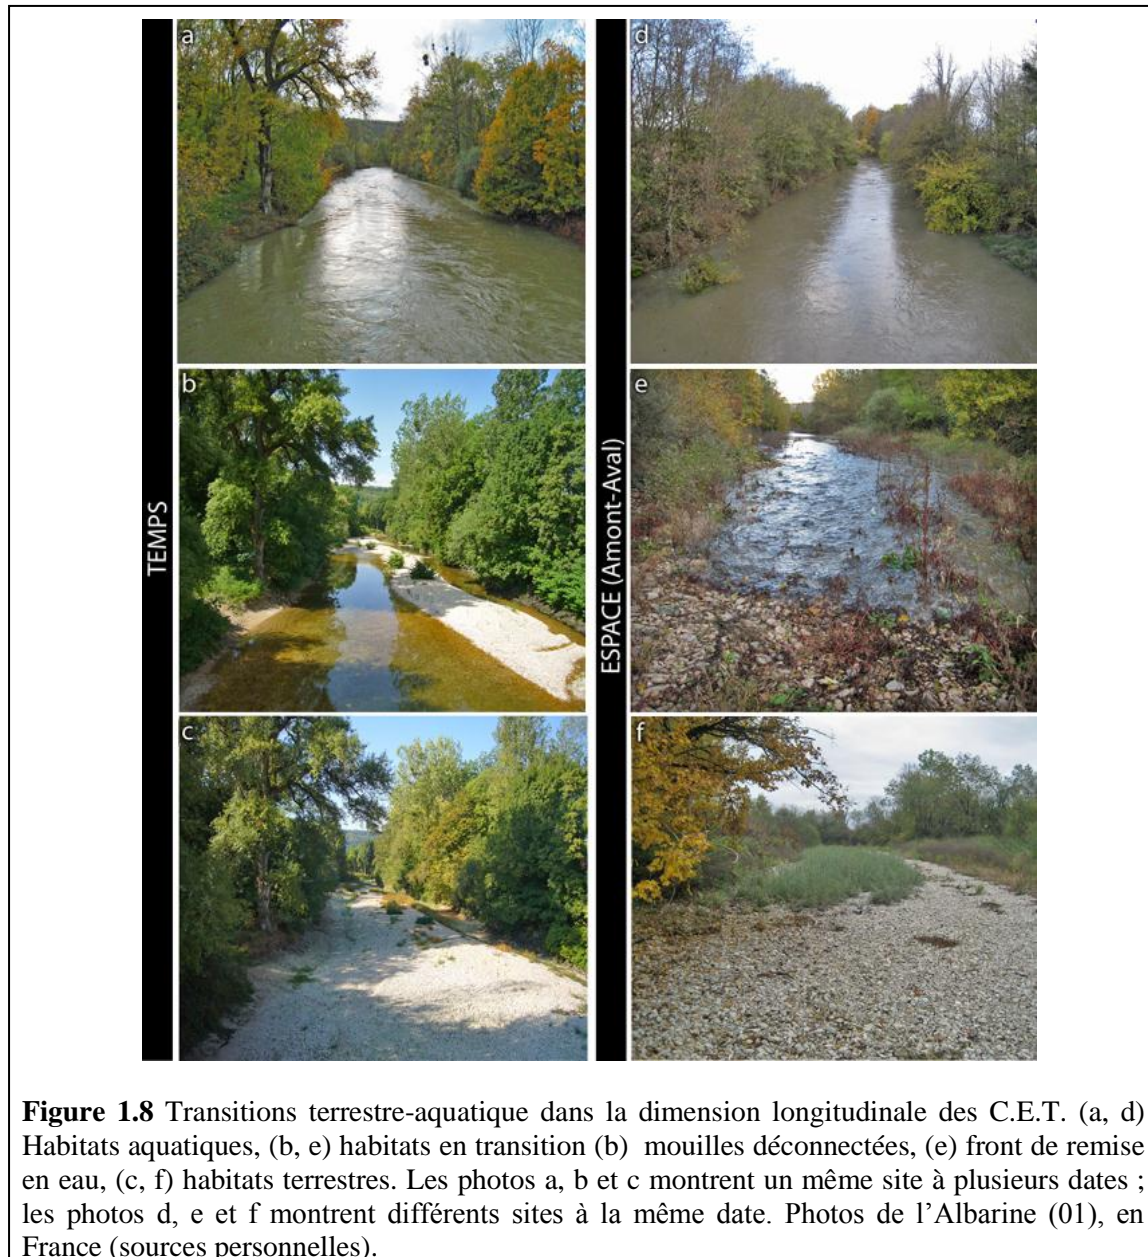 a
TEMPS
b
c
d
ESPACE (Amont-Aval)
e
f
Figure 1.8 Transitions terrestre-aquatique dans la dimension longitudinale des C.E.T. (a, d)
Habitats aquatiques, (b, e) habitats en transition (b) mouilles déconnectées, (e) front de remise
en eau, (c, f) habitats terrestres. Les photos a, b et c montrent un même site à plusieurs dates ;
les photos d, e et f montrent différents sites à la même date. Photos de l’Albarine (01), en
France (sources personnelles).